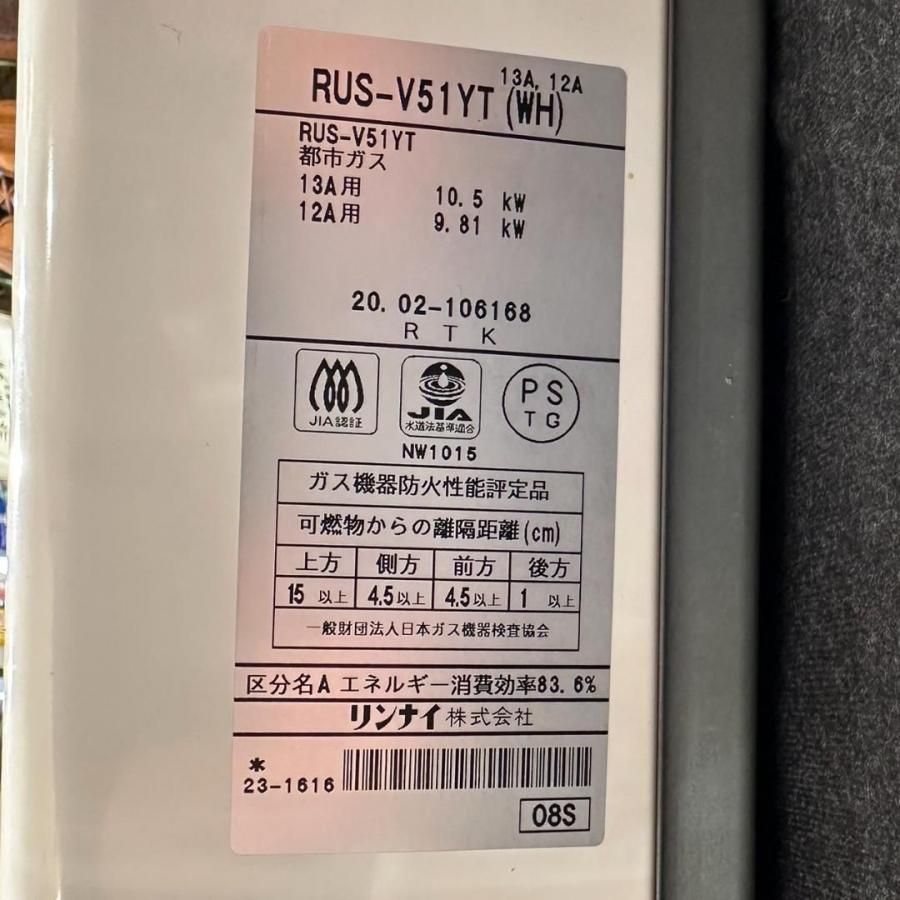 13A, 12A
RUS-V51YT (WH)
RUS-V51YT
都市ガス
13A用 10.5 kW
12A用 9.81 kW
20.02-106168
RTK
JIA認証
JIA
水道法基準適合
NW1015
PS
TG
ガス機器防火性能評定品
可燃物からの離隔距離(cm)
上方 側方 前方 後方
15 以上 4.5以上 4.5以上 1 以上
一般財団法人日本ガス機器検査協会
区分名A エネルギー消費効率83.6%
リンナイ株式会社
*
23-1616
08S